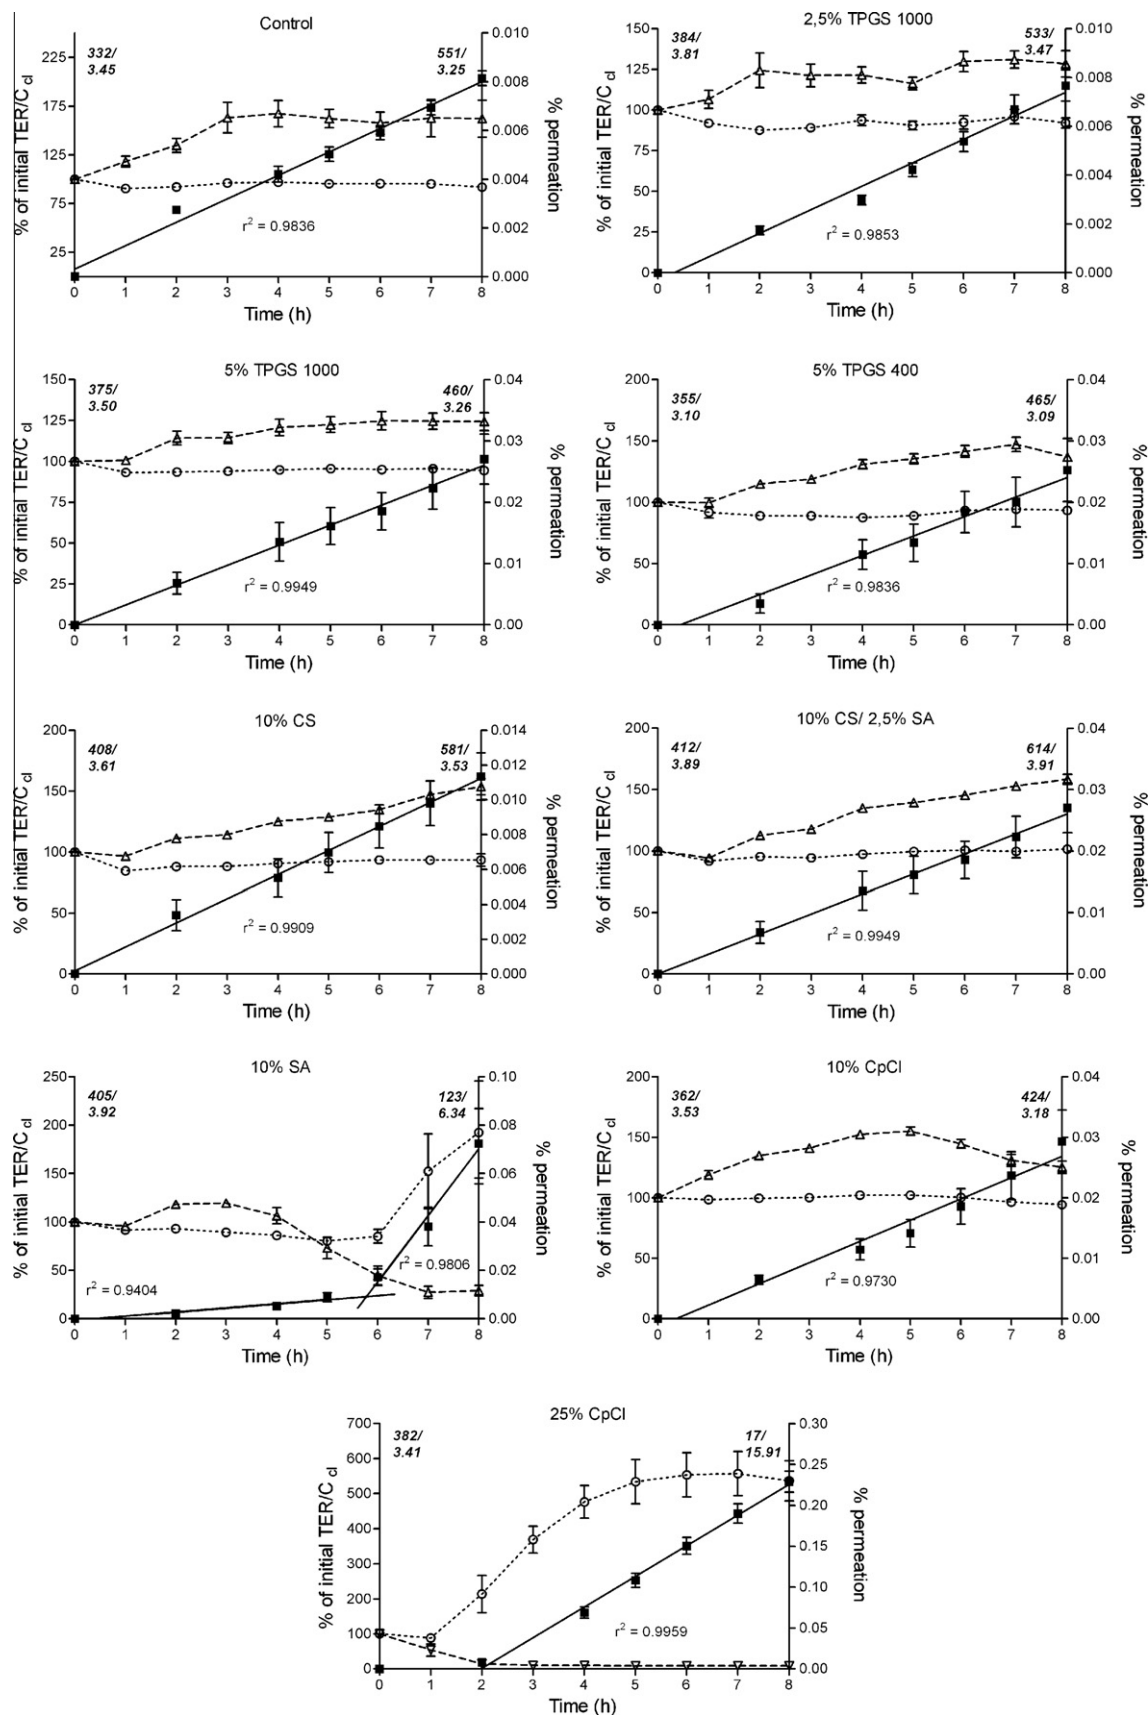 Control
332/
3.45
551/
3.25
% of initial TER/C cl
225
175
125
75
25
0.010
0.008
0.006
0.004
0.002
0.000
% permeation
r² = 0.9836
0 1 2 3 4 5 6 7 8
Time (h)
2,5% TPGS 1000
384/
3.81
533/
3.47
% of initial TER/C cl
150
125
100
75
50
25
0
0.010
0.008
0.006
0.004
0.002
0.000
% permeation
r² = 0.9853
0 1 2 3 4 5 6 7 8
Time (h)
5% TPGS 1000
375/
3.50
460/
3.26
% of initial TER/C cl
150
125
100
75
50
25
0
0.04
0.03
0.02
0.01
0.00
% permeation
r² = 0.9949
0 1 2 3 4 5 6 7 8
Time (h)
5% TPGS 400
355/
3.10
465/
3.09
% of initial TER/C cl
200
150
100
50
0
0.04
0.03
0.02
0.01
0.00
% permeation
r² = 0.9836
0 1 2 3 4 5 6 7 8
Time (h)
10% CS
408/
3.61
581/
3.53
% of initial TER/C cl
200
150
100
50
0
0.014
0.012
0.010
0.008
0.006
0.004
0.002
0.000
% permeation
r² = 0.9909
0 1 2 3 4 5 6 7 8
Time (h)
10% CS/ 2,5% SA
412/
3.89
614/
3.91
% of initial TER/C cl
200
150
100
50
0
0.04
0.03
0.02
0.01
0.00
% permeation
r² = 0.9949
0 1 2 3 4 5 6 7 8
Time (h)
10% SA
405/
3.92
123/
6.34
% of initial TER/C cl
250
200
150
100
50
0
0.10
0.08
0.06
0.04
0.02
0.00
% permeation
r² = 0.9404
r² = 0.9806
0 1 2 3 4 5 6 7 8
Time (h)
10% CpCl
362/
3.53
424/
3.18
% of initial TER/C cl
200
150
100
50
0
0.04
0.03
0.02
0.01
0.00
% permeation
r² = 0.9730
0 1 2 3 4 5 6 7 8
Time (h)
25% CpCl
382/
3.41
17/
15.91
% of initial TER/C cl
700
600
500
400
300
200
100
0
0.30
0.25
0.20
0.15
0.10
0.05
0.00
% permeation
r² = 0.9959
0 1 2 3 4 5 6 7 8
Time (h)